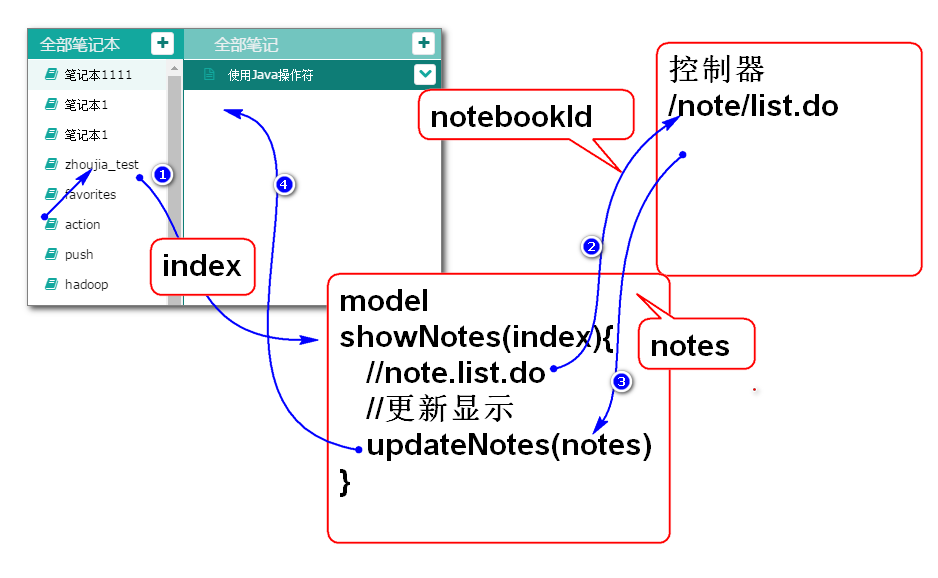 全部笔记本
全部笔记
笔记本1111
笔记本1
笔记本1
zhoujia_test
favorites
action
push
hadoop
使用Java操作符
1
4
index
notebookId
2
控制器
/note/list.do
model
showNotes(index){
//note.list.do
//更新显示
updateNotes(notes)
}
3
notes